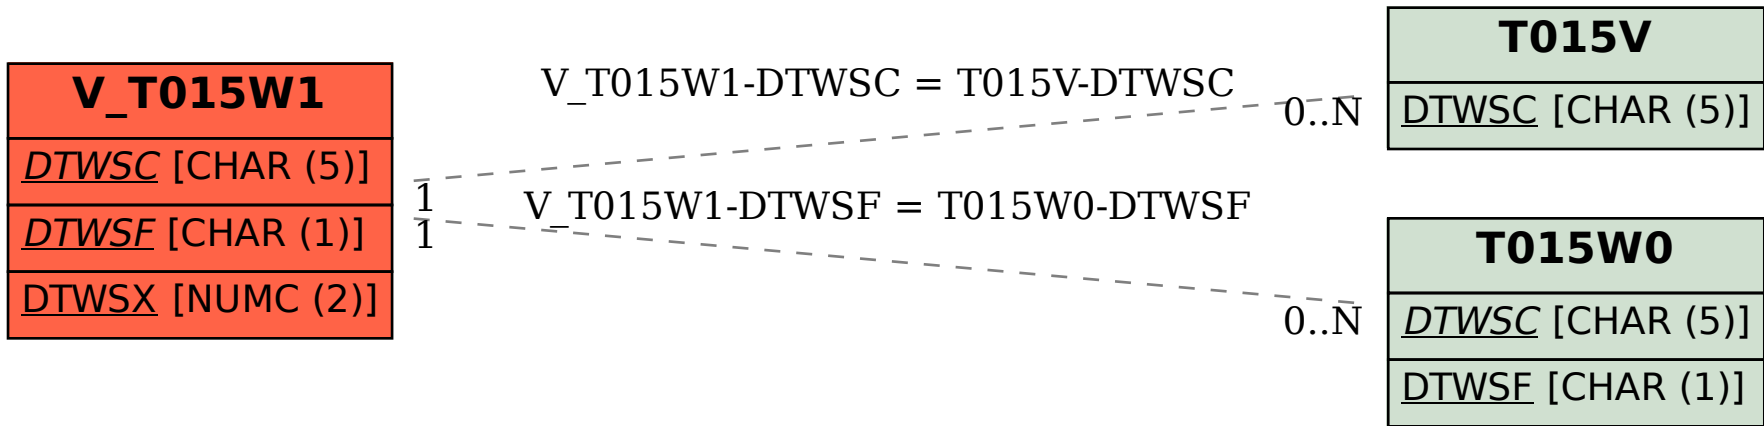 V_T015W1
DTWSC [CHAR (5)]
DTWSF [CHAR (1)]
DTWSX [NUMC (2)]
V_T015W1-DTWSC = T015V-DTWSC
1
0..N
V_T015W1-DTWSF = T015W0-DTWSF
1
0..N
T015V
DTWSC [CHAR (5)]
T015W0
DTWSC [CHAR (5)]
DTWSF [CHAR (1)]